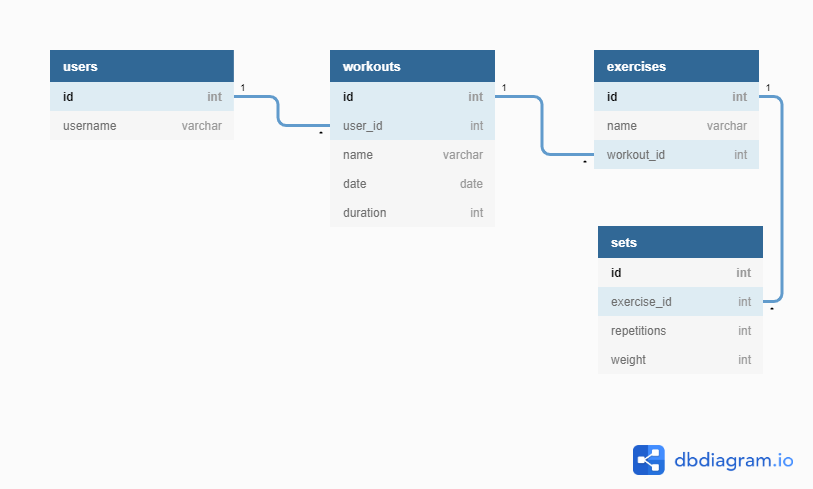 users
id int
username varchar
1
*
workouts
id int
user_id int
name varchar
date date
duration int
1
*
exercises
id int
name varchar
workout_id int
1
*
sets
id int
exercise_id int
repetitions int
weight int
dbdiagram.io